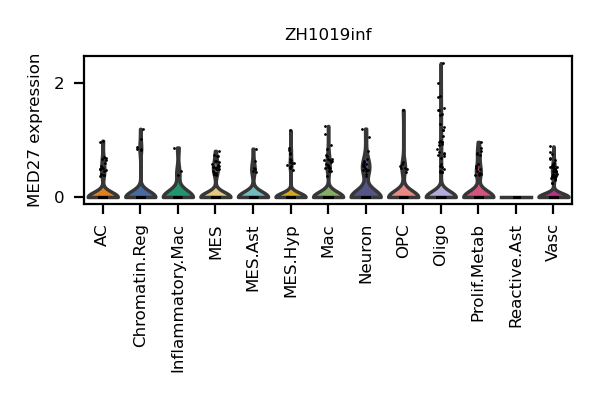 ZH1019inf
MED27 expression
2
0
AC
Chromatin.Reg
Inflammatory.Mac
MES
MES.Ast
MES.Hyp
Mac
Neuron
OPC
Oligo
Prolif.Metab
Reactive.Ast
Vasc